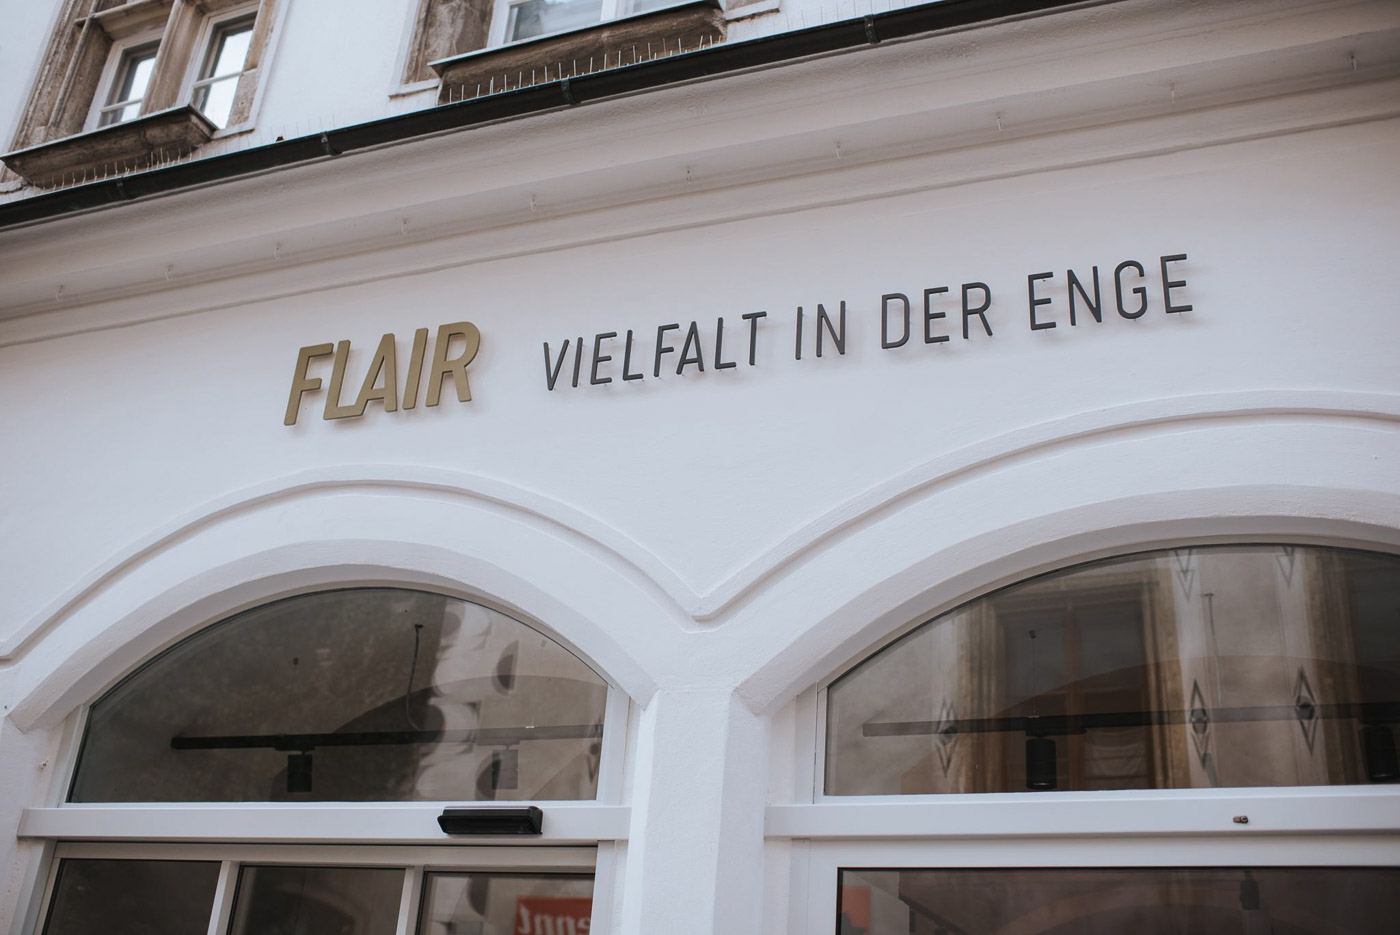 FLAIR VIELFALT IN DER ENGE